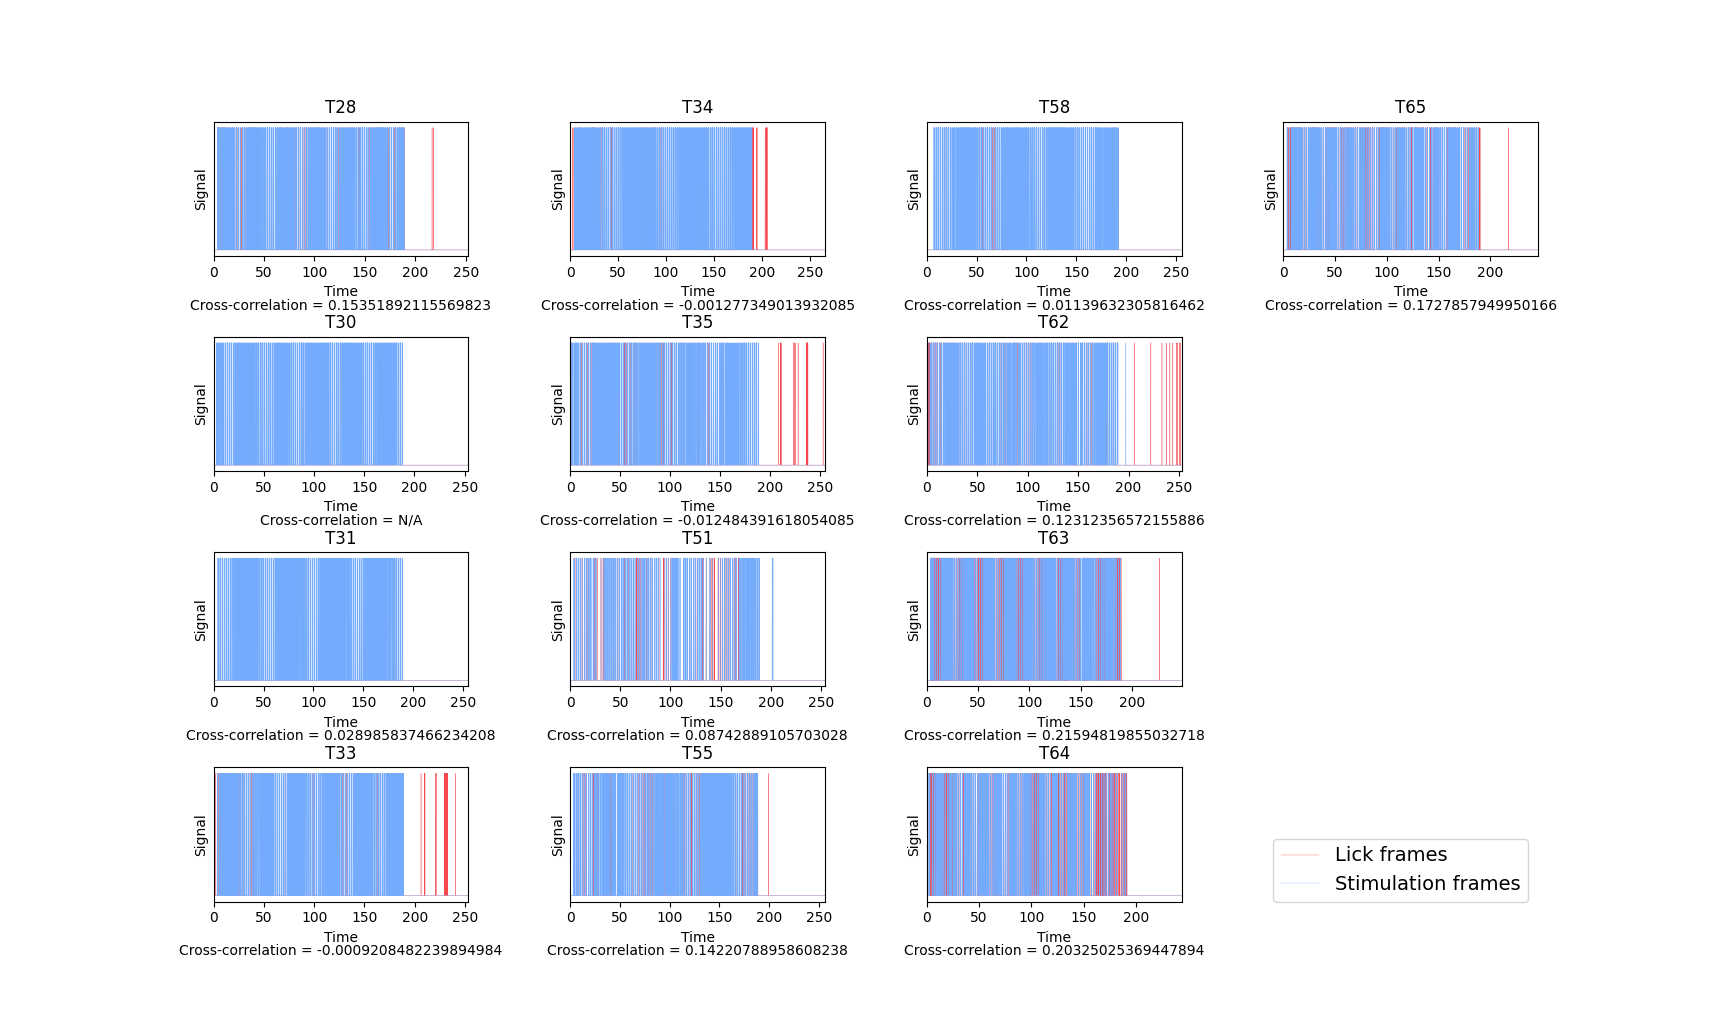 T28
Signal
0 50 100 150 200 250
Time
Cross-correlation = 0.15351892115569823
T34
Signal
0 50 100 150 200 250
Time
Cross-correlation = -0.001277349013932085
T58
Signal
0 50 100 150 200 250
Time
Cross-correlation = 0.01139632305816462
T65
Signal
0 50 100 150 200
Time
Cross-correlation = 0.1727857949950166
T30
Signal
0 50 100 150 200 250
Time
Cross-correlation = N/A
T35
Signal
0 50 100 150 200 250
Time
Cross-correlation = -0.012484391618054085
T62
Signal
0 50 100 150 200 250
Time
Cross-correlation = 0.12312356572155886
T31
Signal
0 50 100 150 200 250
Time
Cross-correlation = 0.028985837466234208
T51
Signal
0 50 100 150 200 250
Time
Cross-correlation = 0.08742889105703028
T63
Signal
0 50 100 150 200
Time
Cross-correlation = 0.21594819855032718
T33
Signal
0 50 100 150 200 250
Time
Cross-correlation = -0.0009208482239894984
T55
Signal
0 50 100 150 200 250
Time
Cross-correlation = 0.14220788958608238
T64
Signal
0 50 100 150 200
Time
Cross-correlation = 0.20325025369447894
Lick frames
Stimulation frames